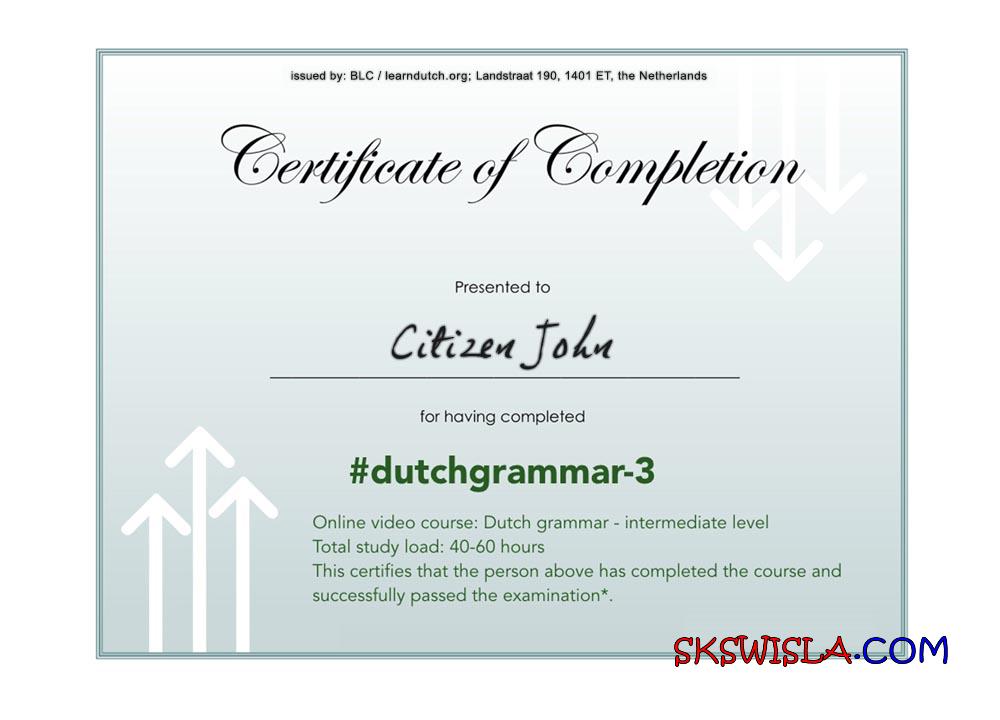 issued by: BLC / learndutch.org; Landstraat 190, 1401 ET, the Netherlands
Certificate of Completion
Presented to
Citizen John
for having completed
#dutchgrammar-3
Online video course: Dutch grammar - intermediate level
Total study load: 40-60 hours
This certifies that the person above has completed the course and
successfully passed the examination*.
SKSWISLA.COM